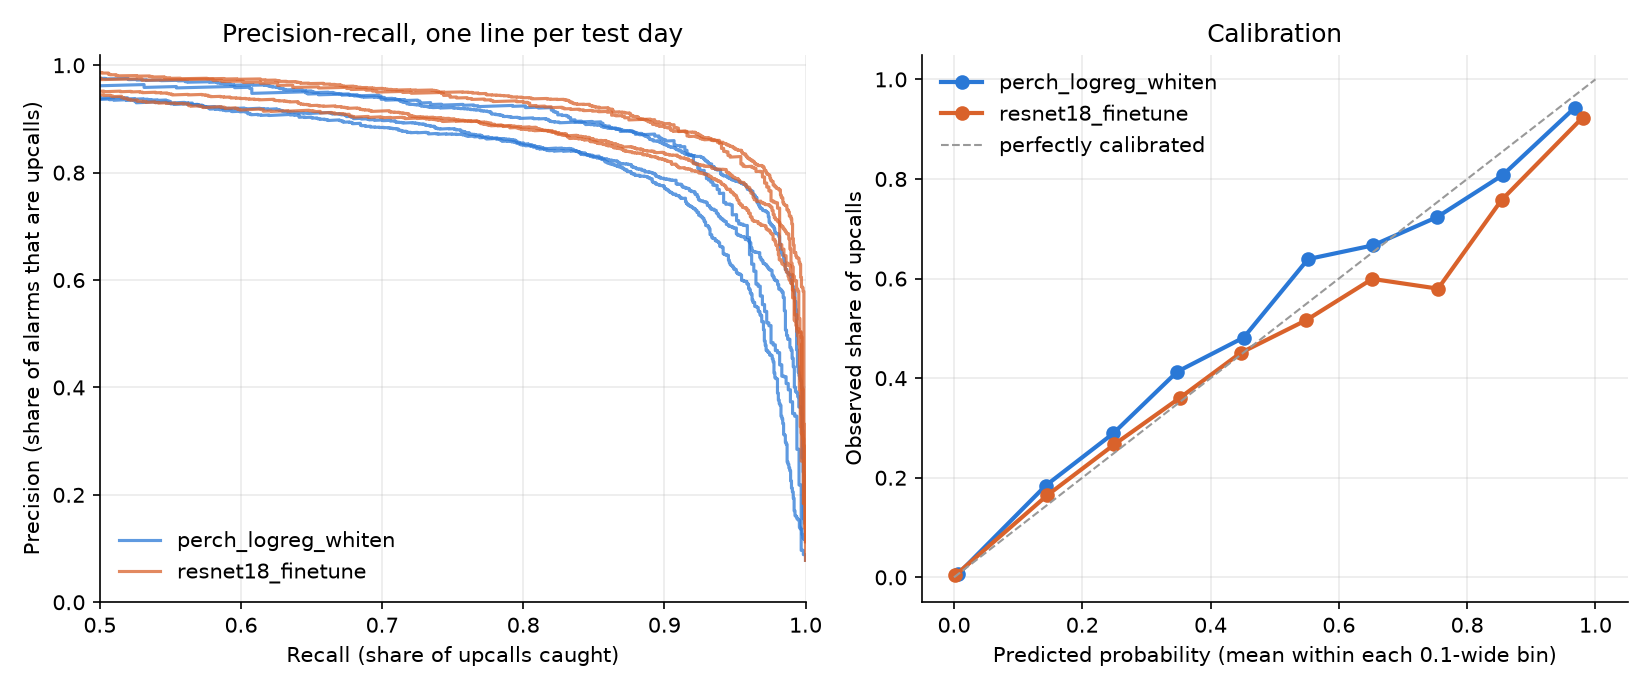 Precision-recall, one line per test day
Precision (share of alarms that are upcalls)
1.0
0.8
0.6
0.4
0.2
0.0
perch_logreg_whiten
resnet18_finetune
0.5 0.6 0.7 0.8 0.9 1.0
Recall (share of upcalls caught)
Calibration
Observed share of upcalls
1.0
0.8
0.6
0.4
0.2
0.0
perch_logreg_whiten
resnet18_finetune
perfectly calibrated
0.0 0.2 0.4 0.6 0.8 1.0
Predicted probability (mean within each 0.1-wide bin)